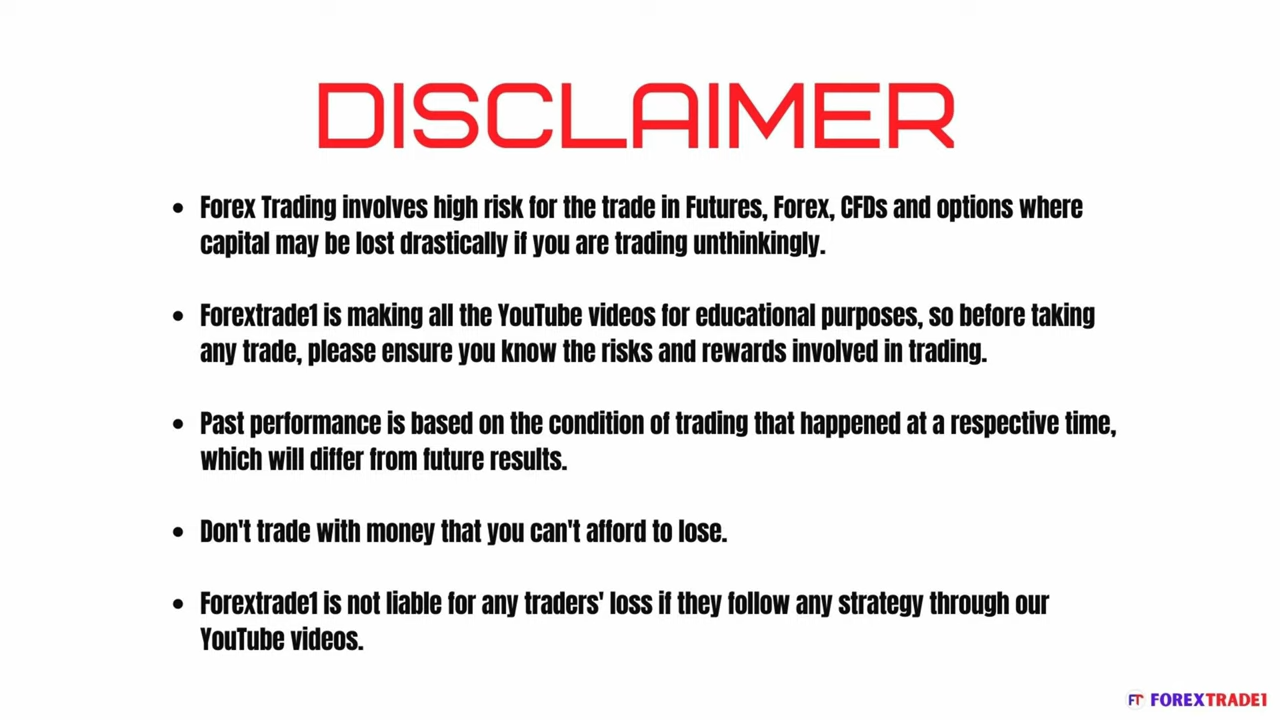 DISCLAIMER
• Forex Trading involves high risk for the trade in Futures, Forex, CFDs and options where
capital may be lost drastically if you are trading unthinkingly.
• Forextrade1 is making all the YouTube videos for educational purposes, so before taking
any trade, please ensure you know the risks and rewards involved in trading.
• Past performance is based on the condition of trading that happened at a respective time,
which will differ from future results.
• Don't trade with money that you can't afford to lose.
• Forextrade1 is not liable for any traders' loss if they follow any strategy through our
YouTube videos.
FT FOREXTRADE1